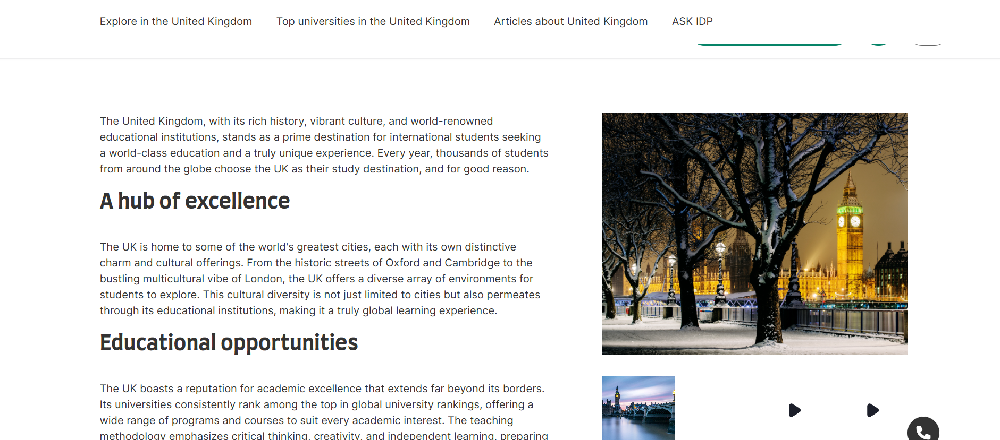 Explore in the United Kingdom
Top universities in the United Kingdom
Articles about United Kingdom
ASK IDP
The United Kingdom, with its rich history, vibrant culture, and world-renowned
educational institutions, stands as a prime destination for international students seeking
a world-class education and a truly unique experience. Every year, thousands of students
from around the globe choose the UK as their study destination, and for good reason.
A hub of excellence
The UK is home to some of the world's greatest cities, each with its own distinctive
charm and cultural offerings. From the historic streets of Oxford and Cambridge to the
bustling multicultural vibe of London, the UK offers a diverse array of environments for
students to explore. This cultural diversity is not just limited to cities but also permeates
through its educational institutions, making it a truly global learning experience.
Educational opportunities
The UK boasts a reputation for academic excellence that extends far beyond its borders.
Its universities consistently rank among the top in global university rankings, offering a
wide range of programs and courses to suit every academic interest. The teaching
methodology emphasizes critical thinking, creativity, and independent learning, preparing